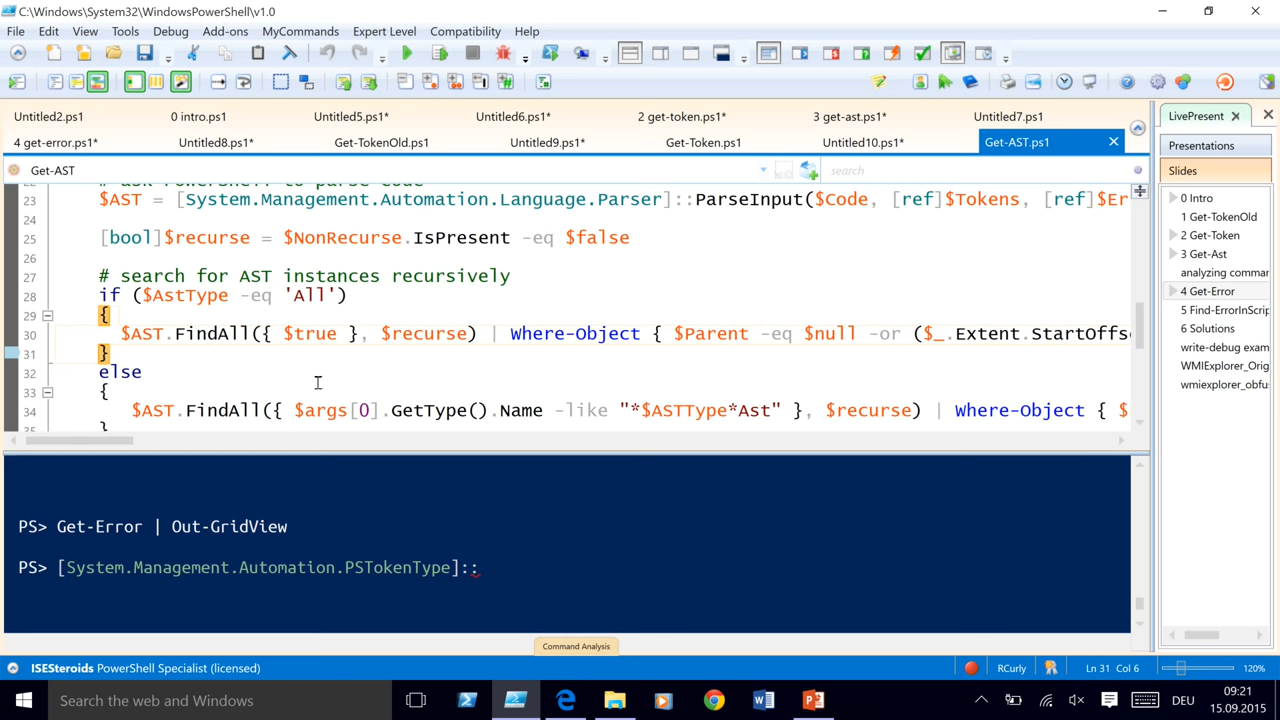 C:\Windows\System32\WindowsPowerShell\v1.0
File Edit View Tools Add-ons Debug MyCommands Expert Level Compatibility Help
Untitled2.ps1 0 intro.ps1 Untitled5.ps1* Untitled6.ps1* 2 get-token.ps1* 3 get-ast.ps1* Untitled7.ps1
4 get-error.ps1* Untitled8.ps1* Get-TokenOld.ps1 Untitled9.ps1* Get-Token.ps1 Untitled10.ps1* Get-AST.ps1
Get-AST search
# ask PowerShell to parse code
23 $AST = [System.Management.Automation.Language.Parser]::ParseInput($Code, [ref]$Tokens, [ref]$Er
24
25 [bool]$recurse = $NonRecurse.IsPresent -eq $false
26
27 # search for AST instances recursively
28 if ($AstType -eq 'All')
29 {
30 $AST.FindAll({ $true }, $recurse) | Where-Object { $Parent -eq $null -or ($_.Extent.StartOffs
31 }
32 else
33 {
34 $AST.FindAll({ $args[0].GetType().Name -like "*$ASTType*Ast" }, $recurse) | Where-Object { $
35 }
PS> Get-Error | Out-GridView
PS> [System.Management.Automation.PSTokenType]::
Command Analysis
LivePresent
Presentations
Slides
0 Intro
1 Get-TokenOld
2 Get-Token
3 Get-Ast
analyzing comma
4 Get-Error
5 Find-ErrorInScrip
6 Solutions
write-debug exam
WMIExplorer_Orig
wmiexplorer_obfu
ISESteroids PowerShell Specialist (licensed) RCurly Ln 31 Col 6 120%
Search the web and Windows DEU 09:21
15.09.2015